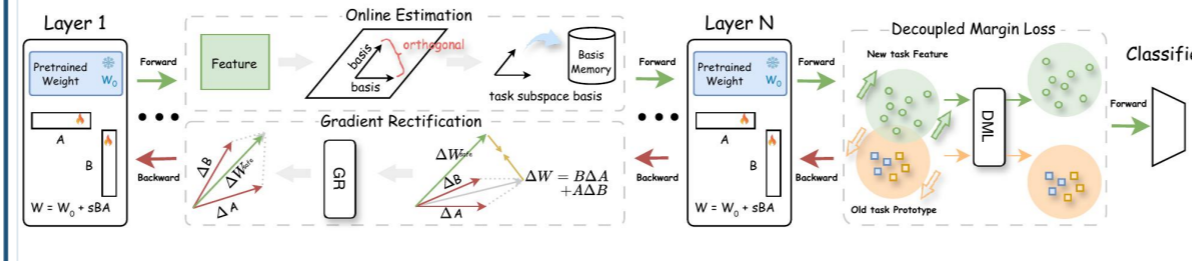 Layer 1
Pretrained
Weight
W₀
A
B
W = W₀ + sBA
Forward
Backward
Online Estimation
Feature
basis
basis
orthogonal
task subspace basis
Basis
Memory
Gradient Rectification
ΔB
ΔA
GR
ΔB
ΔA
ΔW = BΔA
+AΔB
Forward
Backward
Layer N
Pretrained
Weight
W₀
A
B
W = W₀ + sBA
Forward
Backward
Decoupled Margin Loss
New task Feature
Old task Prototype
DML
Forward
Classifie